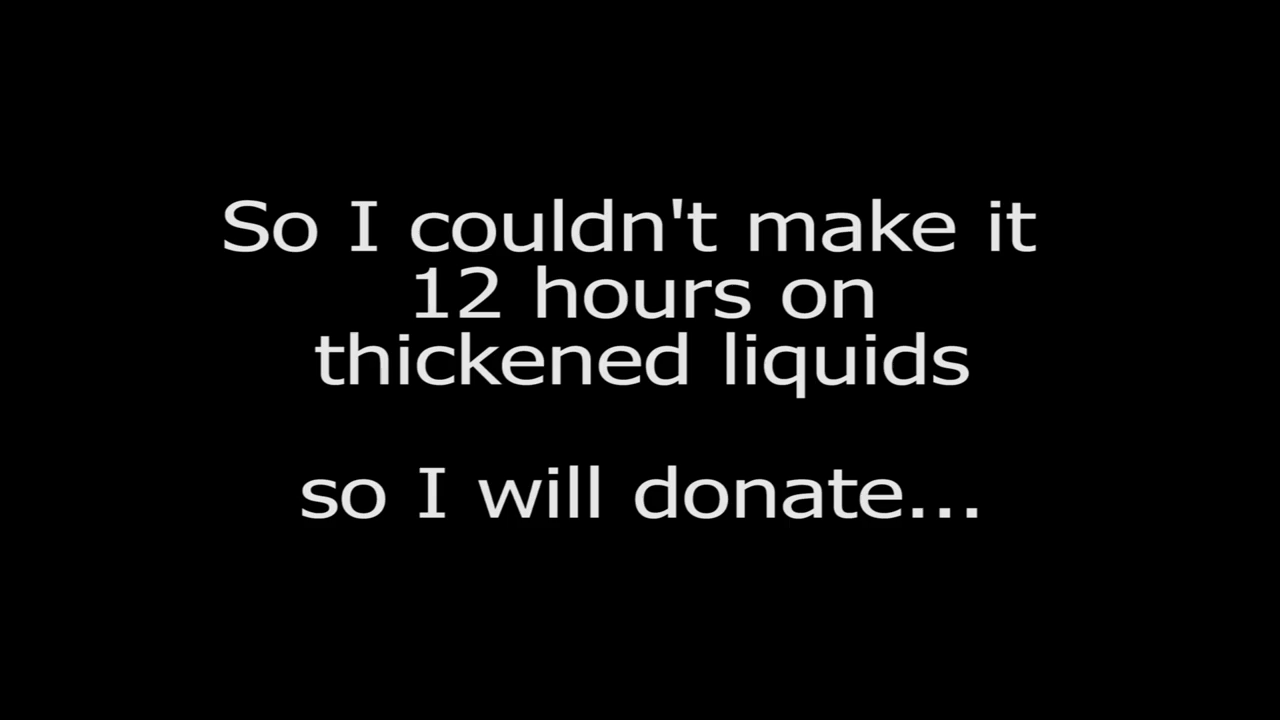 So I couldn't make it
12 hours on
thickened liquids
so I will donate...